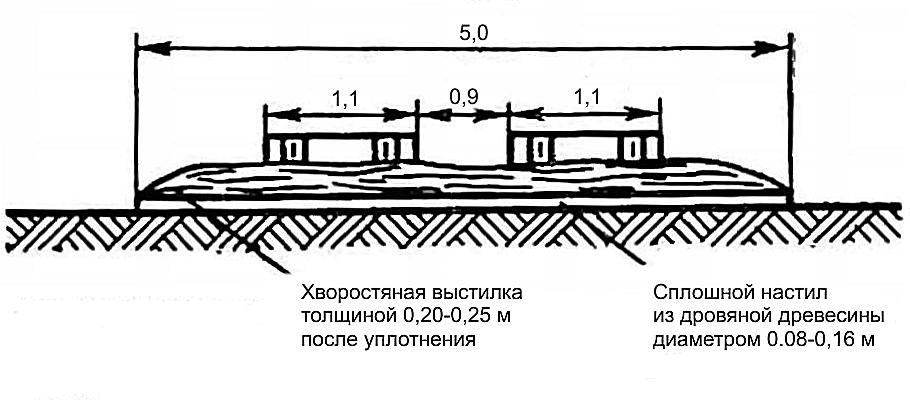 5,0
1,1 0,9 1,1
Хворостяная выстилка
толщиной 0,20-0,25 м
после уплотнения
Сплошной настил
из дровяной древесины
диаметром 0.08-0,16 м